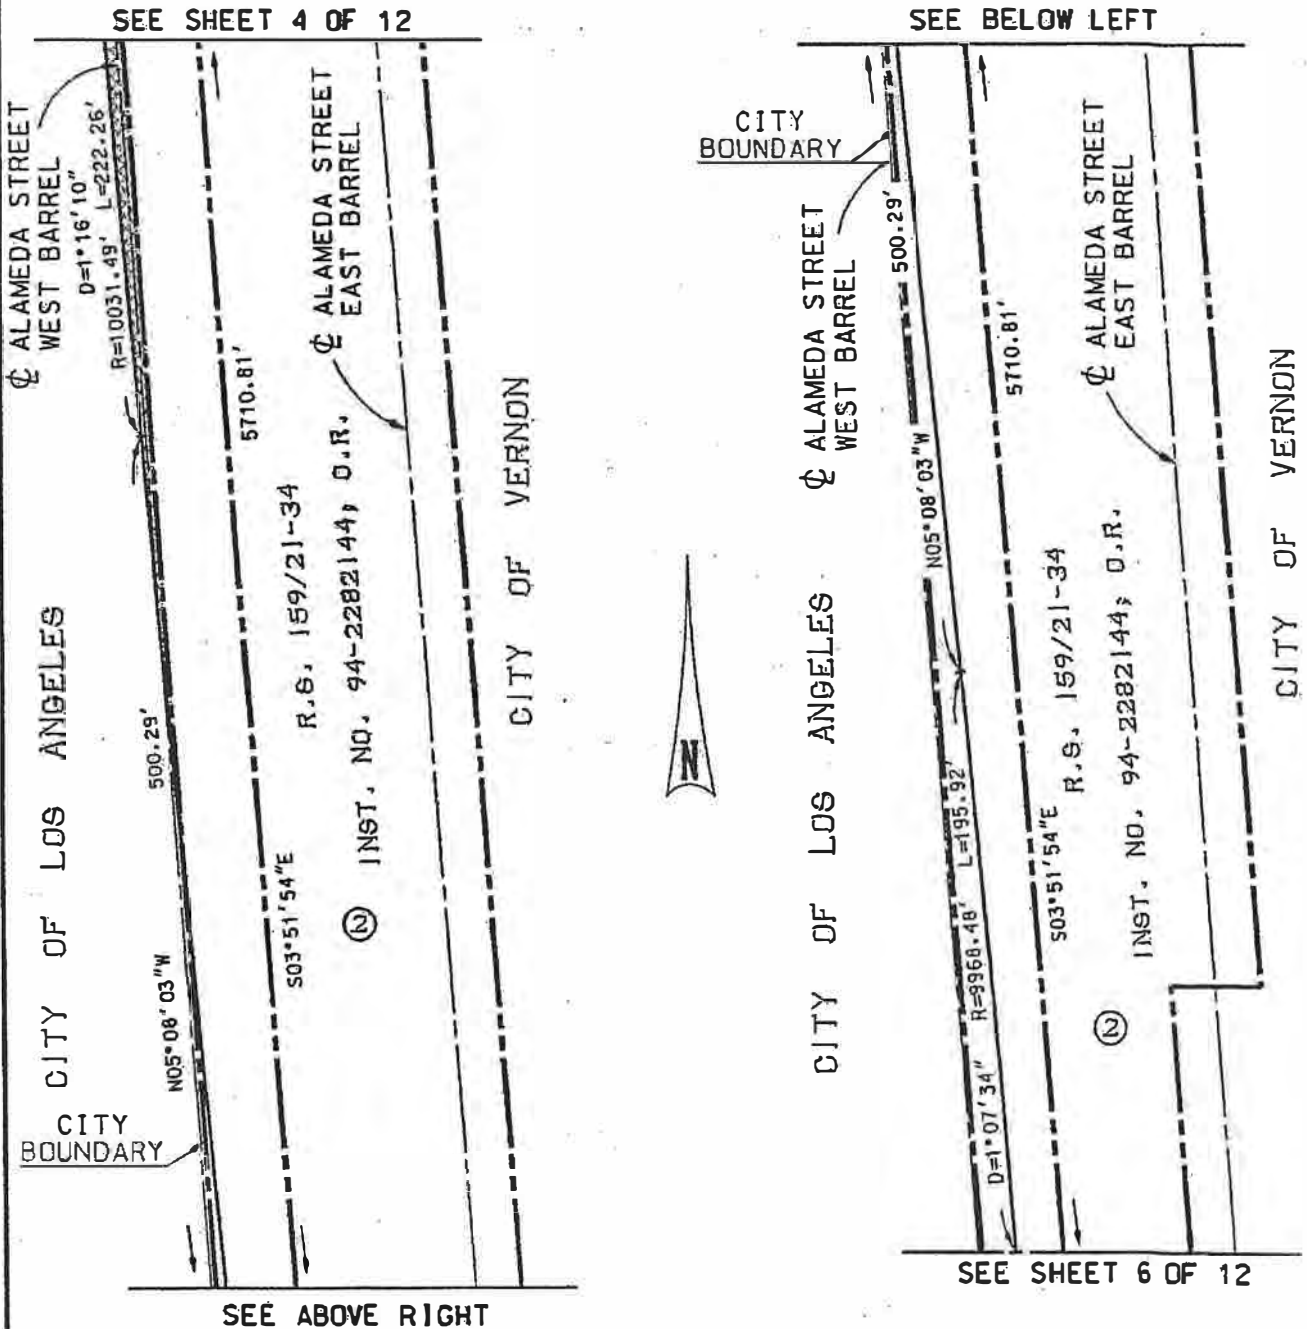 SEE SHEET 4 OF 12
℄ ALAMEDA STREET
WEST BARREL
D=1°16'10"
R=10031.49' L=222.26'
℄ ALAMEDA STREET
EAST BARREL
5710.81'
R.S. 159/21-34
INST. NO. 94-2282144, O.R.
CITY OF VERNON
CITY OF LOS ANGELES
500.29'
N05°08'03"W
S03°51'54"E
2
CITY
BOUNDARY
SEE ABOVE RIGHT
N
SEE BELOW LEFT
CITY
BOUNDARY
℄ ALAMEDA STREET
WEST BARREL
500.29'
5710.81'
℄ ALAMEDA STREET
EAST BARREL
N05°08'03"W
CITY OF VERNON
CITY OF LOS ANGELES
R.S. 159/21-34
INST. NO. 94-2282144, O.R.
D=1°07'34" R=9968.48' L=195.92'
S03°51'54"E
2
SEE SHEET 6 OF 12